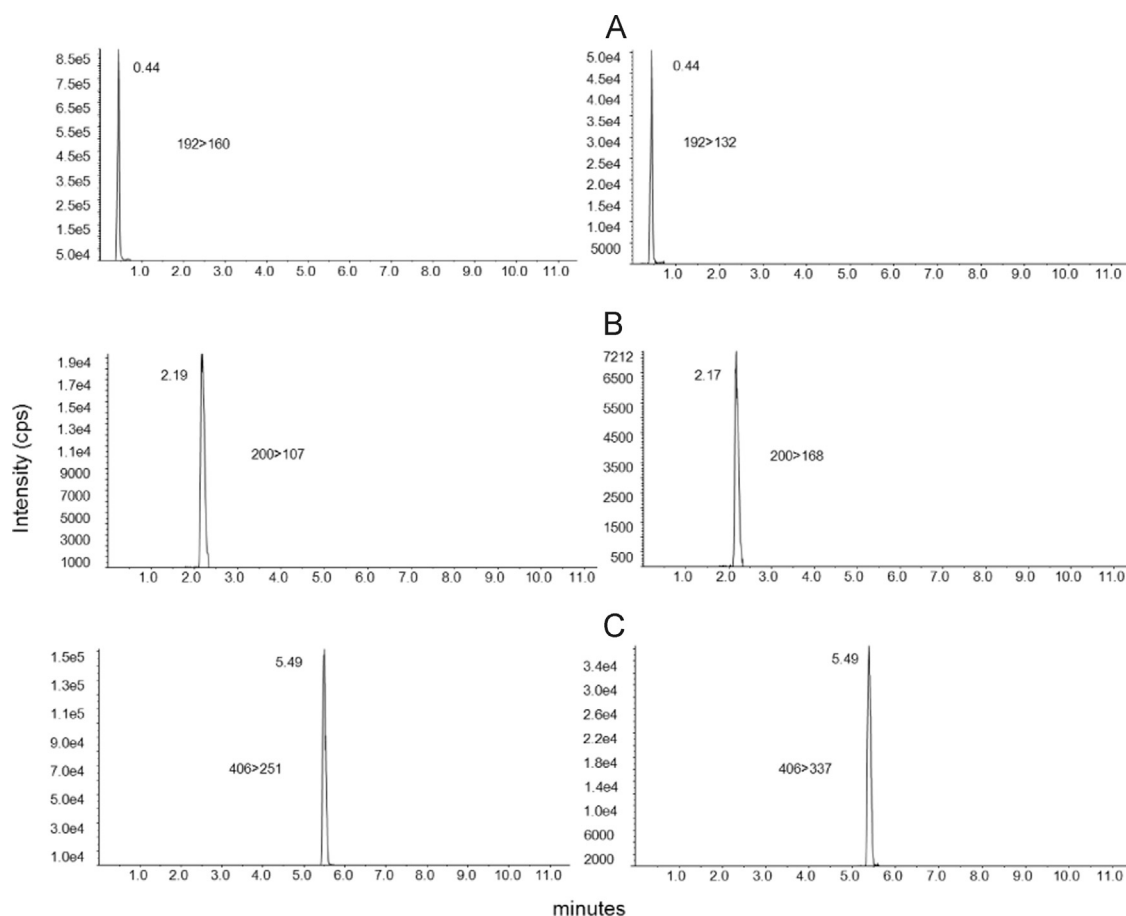 A
8.5e5
7.5e5
6.5e5
5.5e5
4.5e5
3.5e5
2.5e5
1.5e5
5.0e4
0.44
192>160
1.0 2.0 3.0 4.0 5.0 6.0 7.0 8.0 9.0 10.0 11.0
5.0e4
4.5e4
4.0e4
3.5e4
3.0e4
2.5e4
2.0e4
1.5e4
1.0e4
5000
0.44
192>132
1.0 2.0 3.0 4.0 5.0 6.0 7.0 8.0 9.0 10.0 11.0
B
Intensity (cps)
1.9e4
1.7e4
1.5e4
1.3e4
1.1e4
9000
7000
5000
3000
1000
2.19
200>107
1.0 2.0 3.0 4.0 5.0 6.0 7.0 8.0 9.0 10.0 11.0
7212
6500
5500
4500
3500
2500
1500
500
2.17
200>168
1.0 2.0 3.0 4.0 5.0 6.0 7.0 8.0 9.0 10.0 11.0
C
1.5e5
1.3e5
1.1e5
9.0e4
7.0e4
5.0e4
3.0e4
1.0e4
5.49
406>251
1.0 2.0 3.0 4.0 5.0 6.0 7.0 8.0 9.0 10.0 11.0
3.4e4
3.0e4
2.6e4
2.2e4
1.8e4
1.4e4
1.0e4
6000
2000
5.49
406>337
1.0 2.0 3.0 4.0 5.0 6.0 7.0 8.0 9.0 10.0 11.0
minutes